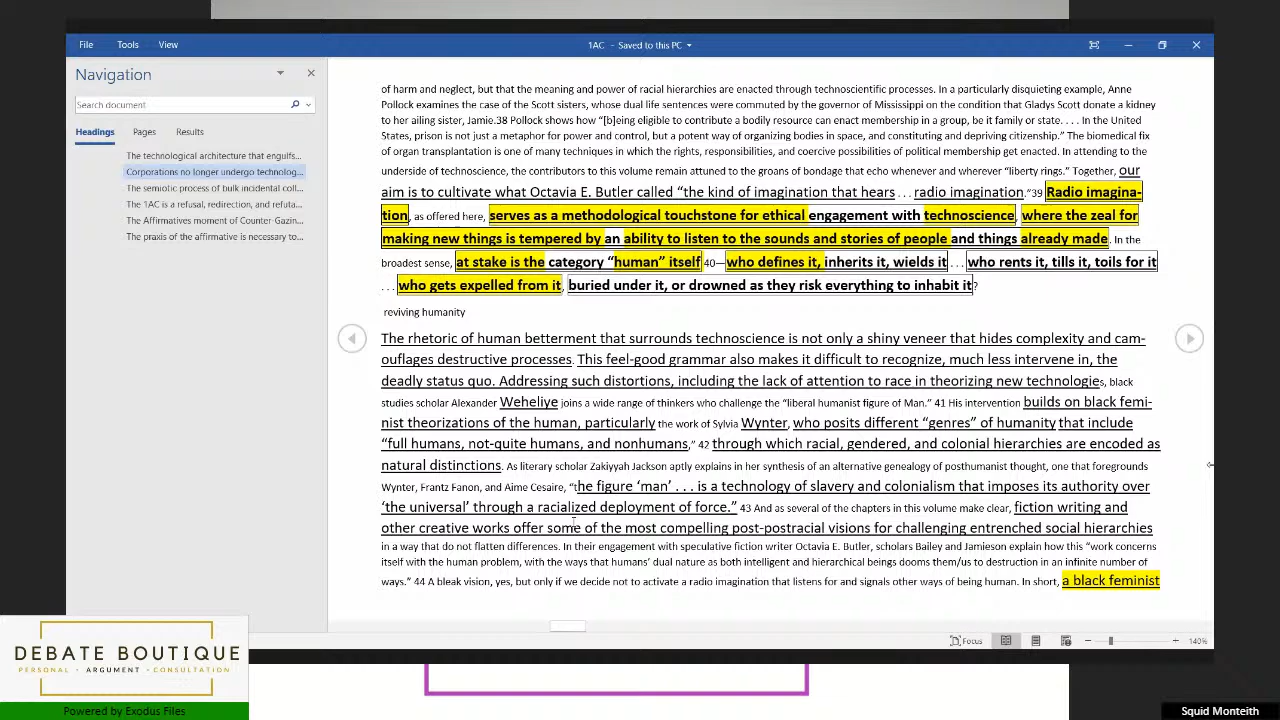 File Tools View 1AC - Saved to this PC
Navigation
Search document
Headings Pages Results
The technological architecture that engulfs...
Corporations no longer undergo technolog...
The semiotic process of bulk incidental coll...
The 1AC is a refusal, redirection, and refuta...
The Affirmatives moment of Counter-Gazin...
The praxis of the affirmative is necessary to...
of harm and neglect, but that the meaning and power of racial hierarchies are enacted through technoscientific processes. In a particularly disquieting example, Anne
Pollock examines the case of the Scott sisters, whose dual life sentences were commuted by the governor of Mississippi on the condition that Gladys Scott donate a kidney
to her ailing sister, Jamie.38 Pollock shows how “[b]eing eligible to contribute a bodily resource can enact membership in a group, be it family or state. . . . In the United
States, prison is not just a metaphor for power and control, but a potent way of organizing bodies in space, and constituting and depriving citizenship.” The biomedical fix
of organ transplantation is one of many techniques in which the rights, responsibilities, and coercive possibilities of political membership get enacted. In attending to the
underside of technoscience, the contributors to this volume remain attuned to the groans of bondage that echo whenever and wherever “liberty rings.” Together, our
aim is to cultivate what Octavia E. Butler called “the kind of imagination that hears . . . radio imagination.”39 Radio imagina-
tion, as offered here, serves as a methodological touchstone for ethical engagement with technoscience, where the zeal for
making new things is tempered by an ability to listen to the sounds and stories of people and things already made. In the
broadest sense, at stake is the category “human” itself 40—who defines it, inherits it, wields it . . . who rents it, tills it, toils for it
. . . who gets expelled from it, buried under it, or drowned as they risk everything to inhabit it?
reviving humanity
The rhetoric of human betterment that surrounds technoscience is not only a shiny veneer that hides complexity and cam-
ouflages destructive processes. This feel-good grammar also makes it difficult to recognize, much less intervene in, the
deadly status quo. Addressing such distortions, including the lack of attention to race in theorizing new technologies, black
studies scholar Alexander Weheliye joins a wide range of thinkers who challenge the “liberal humanist figure of Man.” 41 His intervention builds on black femi-
nist theorizations of the human, particularly the work of Sylvia Wynter, who posits different “genres” of humanity that include
“full humans, not-quite humans, and nonhumans,” 42 through which racial, gendered, and colonial hierarchies are encoded as
natural distinctions. As literary scholar Zakiyyah Jackson aptly explains in her synthesis of an alternative genealogy of posthumanist thought, one that foregrounds
Wynter, Frantz Fanon, and Aime Cesaire, “the figure ‘man’ . . . is a technology of slavery and colonialism that imposes its authority over
‘the universal’ through a racialized deployment of force.” 43 And as several of the chapters in this volume make clear, fiction writing and
other creative works offer some of the most compelling post-postracial visions for challenging entrenched social hierarchies
in a way that do not flatten differences. In their engagement with speculative fiction writer Octavia E. Butler, scholars Bailey and Jamieson explain how this “work concerns
itself with the human problem, with the ways that humans’ dual nature as both intelligent and hierarchical beings dooms them/us to destruction in an infinite number of
ways.” 44 A bleak vision, yes, but only if we decide not to activate a radio imagination that listens for and signals other ways of being human. In short, a black feminist
Focus 140%
DEBATE BOUTIQUE
PERSONAL · ARGUMENT · CONSULTATION
Powered by Exodus Files
Squid Monteith